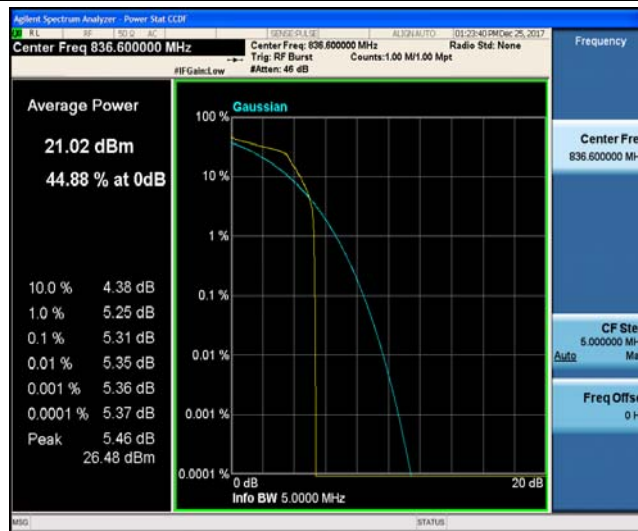 Agilent Spectrum Analyzer - Power Stat CCDF
RL RF 50 Ω AC SENSE:PULSE ALIGN AUTO 01:23:40 PM Dec 25, 2017
Center Freq 836.600000 MHz
Center Freq: 836.600000 MHz Radio Std: None
Trig: RF Burst Counts:1.00 M/1.00 Mpt
#IFGain:Low #Atten: 46 dB
Frequency
Average Power
21.02 dBm
44.88 % at 0dB
10.0 % 4.38 dB
1.0 % 5.25 dB
0.1 % 5.31 dB
0.01 % 5.35 dB
0.001 % 5.36 dB
0.0001 % 5.37 dB
Peak 5.46 dB
26.48 dBm
Gaussian
100 %
10 %
1 %
0.1 %
0.01 %
0.001 %
0.0001 %
0 dB 20 dB
Info BW 5.0000 MHz
Center Fre
836.600000 MH
CF Ste
5.000000 MH
Auto Ma
Freq Offs
0 H
MSG STATUS